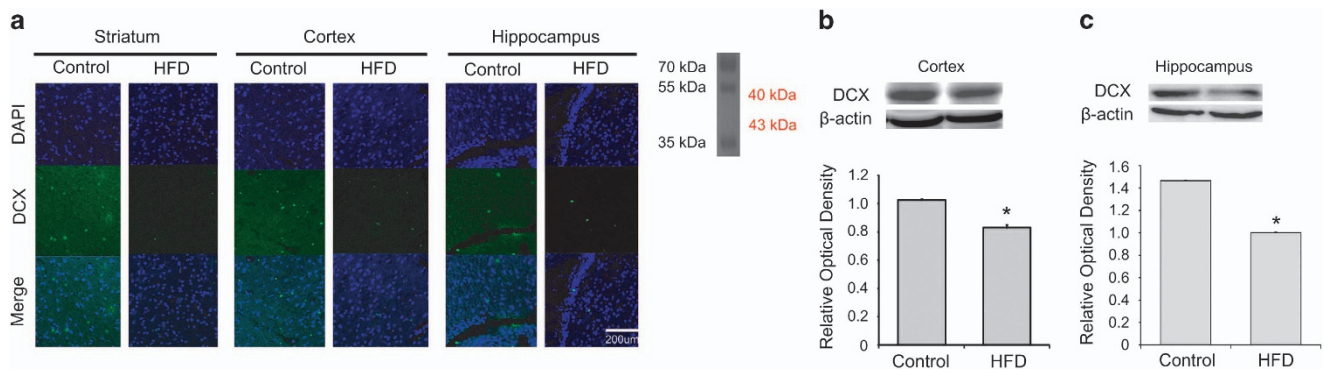 a
Striatum Cortex Hippocampus
Control HFD Control HFD Control HFD
DAPI
DCX
Merge
200um
70 kDa
55 kDa
35 kDa
40 kDa
43 kDa
b
Cortex
DCX
β-actin
Relative Optical Density
1.2
1.0
0.8
0.6
0.4
0.2
0
*
Control HFD
c
Hippocampus
DCX
β-actin
Relative Optical Density
1.6
1.4
1.2
1.0
0.8
0.6
0.4
0.2
0
*
Control HFD